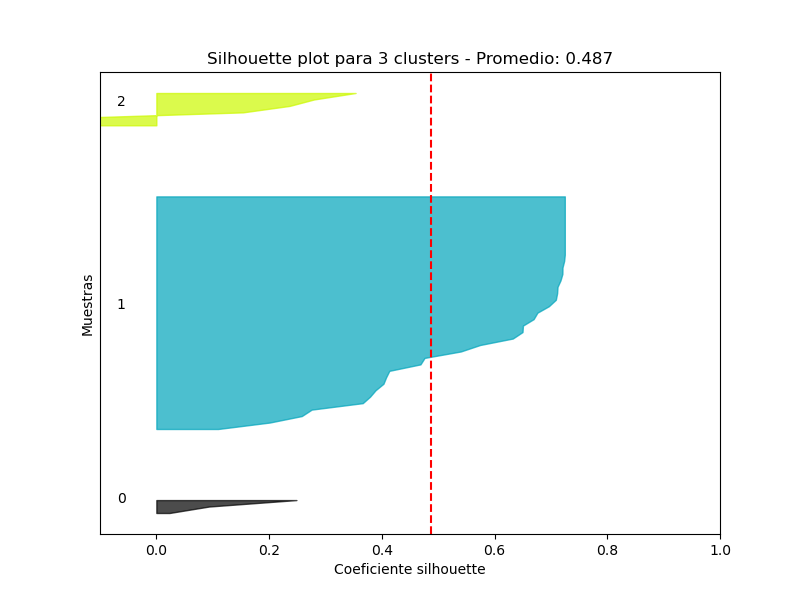 Silhouette plot para 3 clusters - Promedio: 0.487
2
1
0
Muestras
0.0 0.2 0.4 0.6 0.8 1.0
Coeficiente silhouette